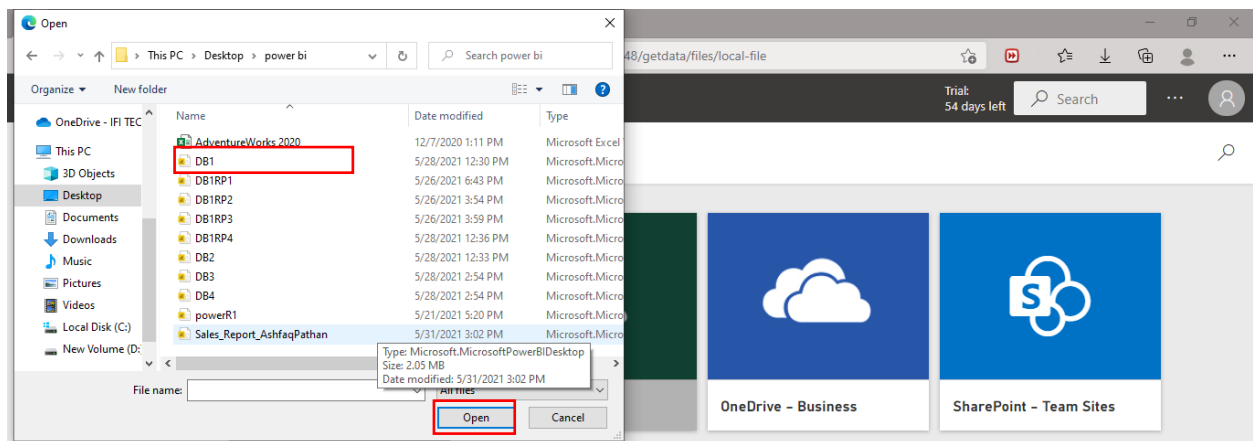 Open
This PC > Desktop > power bi
Search power bi
48/getdata/files/local-file
Organize
New folder
Trial:
54 days left
Search
Name
Date modified
Type
OneDrive - IFI TEC
This PC
3D Objects
Desktop
Documents
Downloads
Music
Pictures
Videos
Local Disk (C:)
New Volume (D:
AdventureWorks 2020 12/7/2020 1:11 PM Microsoft Excel
DB1 5/28/2021 12:30 PM Microsoft.Micro
DB1RP1 5/26/2021 6:43 PM Microsoft.Micro
DB1RP2 5/26/2021 3:54 PM Microsoft.Micro
DB1RP3 5/26/2021 3:59 PM Microsoft.Micro
DB1RP4 5/28/2021 12:36 PM Microsoft.Micro
DB2 5/28/2021 12:33 PM Microsoft.Micro
DB3 5/28/2021 2:54 PM Microsoft.Micro
DB4 5/28/2021 2:54 PM Microsoft.Micro
powerR1 5/21/2021 5:20 PM Microsoft.Micro
Sales_Report_AshfaqPathan 5/31/2021 3:02 PM Microsoft.Micro
Type: Microsoft.MicrosoftPowerBIDesktop
Size: 2.05 MB
Date modified: 5/31/2021 3:02 PM
File name:
All files
Open
Cancel
S
OneDrive – Business
SharePoint – Team Sites